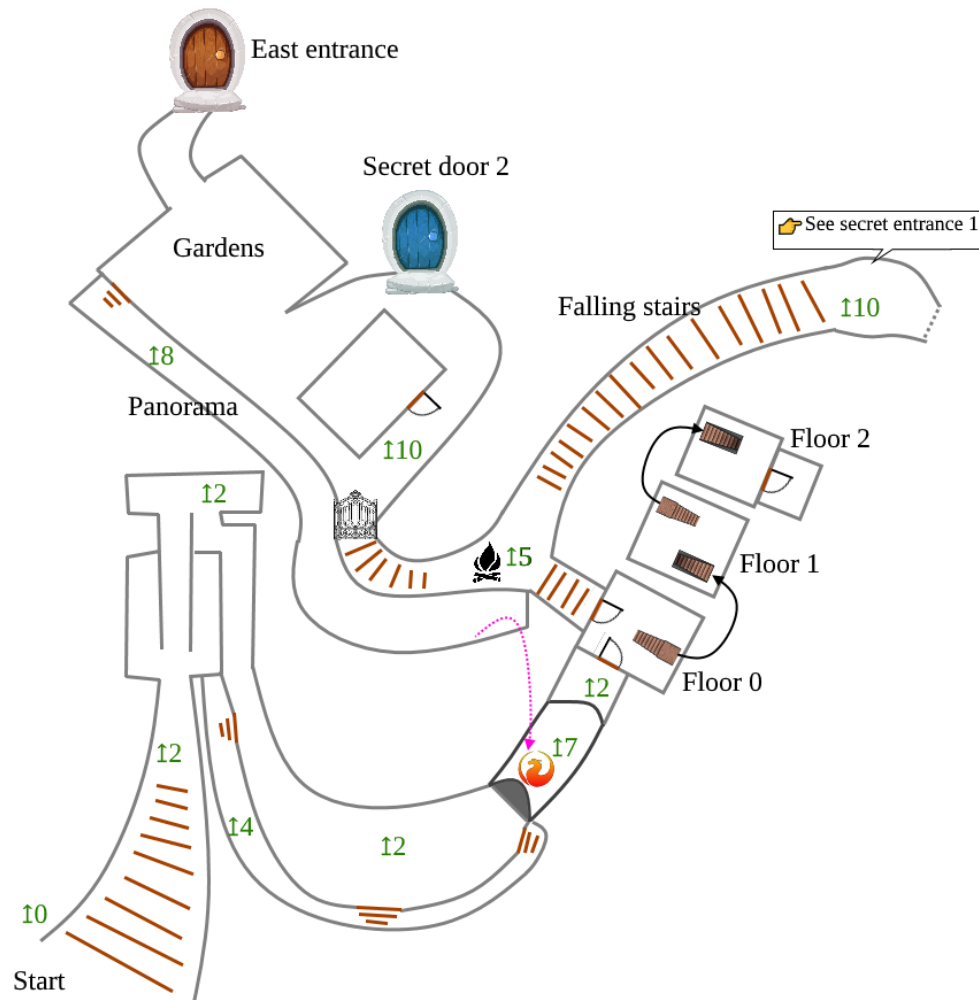 East entrance
Secret door 2
👉 See secret entrance 1
Gardens
Falling stairs
↥10
↥8
Panorama
Floor 2
↥10
↥2
↥5
Floor 1
Floor 0
↥2
↥2
↥7
↥4
↥2
↥0
Start